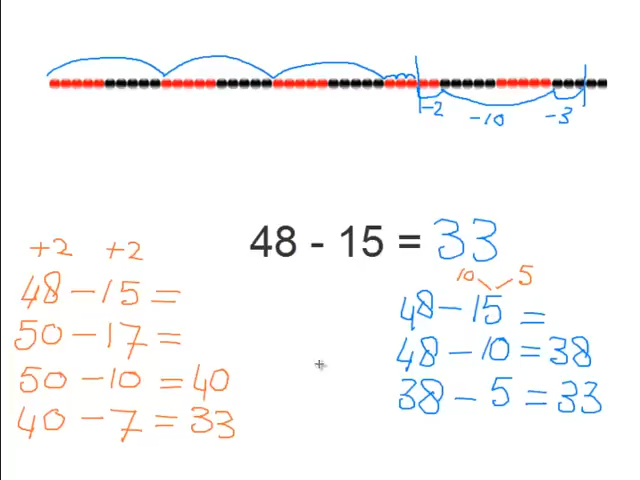 -2 -10 -3
48 - 15 = 33
+2 +2
48 - 15 =
50 - 17 =
50 - 10 = 40
40 - 7 = 33
10 5
48 - 15 =
48 - 10 = 38
38 - 5 = 33